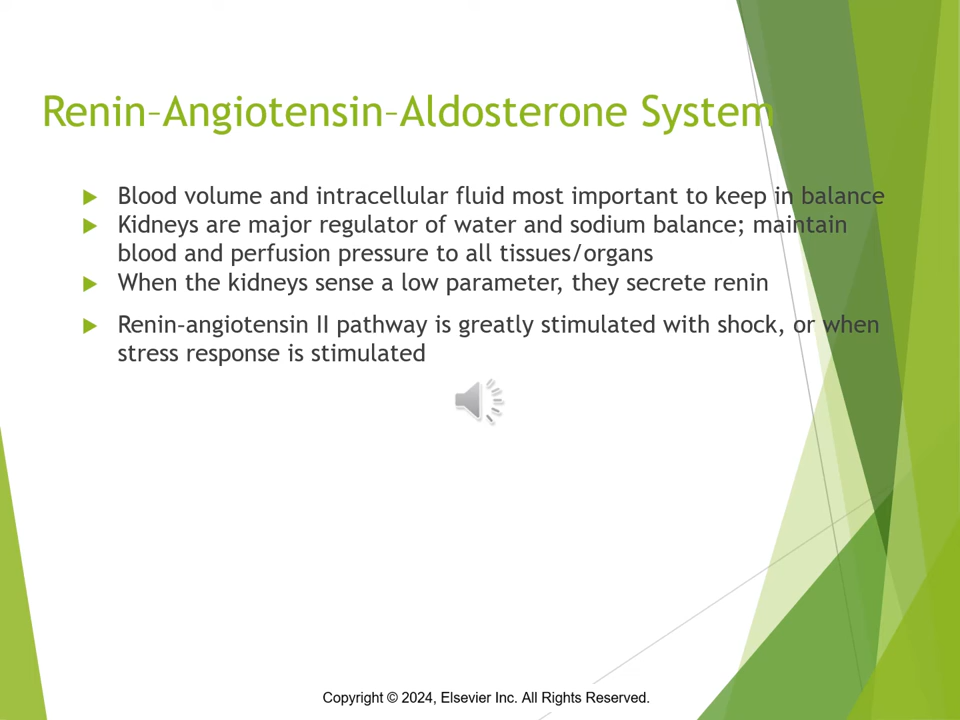 Renin–Angiotensin–Aldosterone System
Blood volume and intracellular fluid most important to keep in balance
Kidneys are major regulator of water and sodium balance; maintain
blood and perfusion pressure to all tissues/organs
When the kidneys sense a low parameter, they secrete renin
Renin-angiotensin II pathway is greatly stimulated with shock, or when
stress response is stimulated
Copyright © 2024, Elsevier Inc. All Rights Reserved.